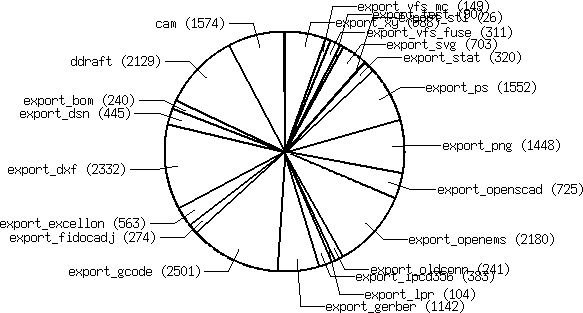 export_vfs_mc (149)
cam (1574)
export_xy
(26)
export_vfs_fuse (311)
export_svg (703)
export_stat (320)
ddraft (2129)
export_ps (1552)
export_bom (240)
export_dsn (445)
export_png (1448)
export_dxf (2332)
export_openscad (725)
export_excellon (563)
export_fidocadj (274)
export_openems (2180)
export_gcode (2501)
export_oldconn (241)
export_ipcd356 (383)
export_lpr (104)
export_gerber (1142)